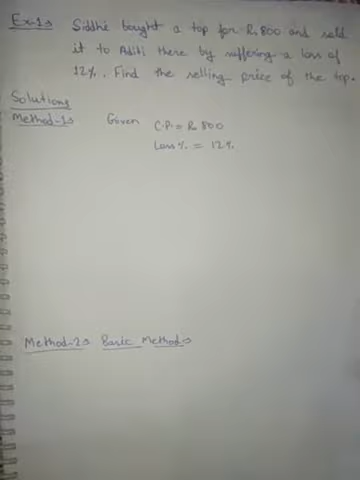 Ex-1:> Siddhi bought a top for Rs 800 and sold
it to Aditi there by suffering a loss of
12%. Find the selling price of the top.
Solution:
Method-1:> Given C.P. = Rs 800
Loss % = 12%
Method-2:> Basic Method:>